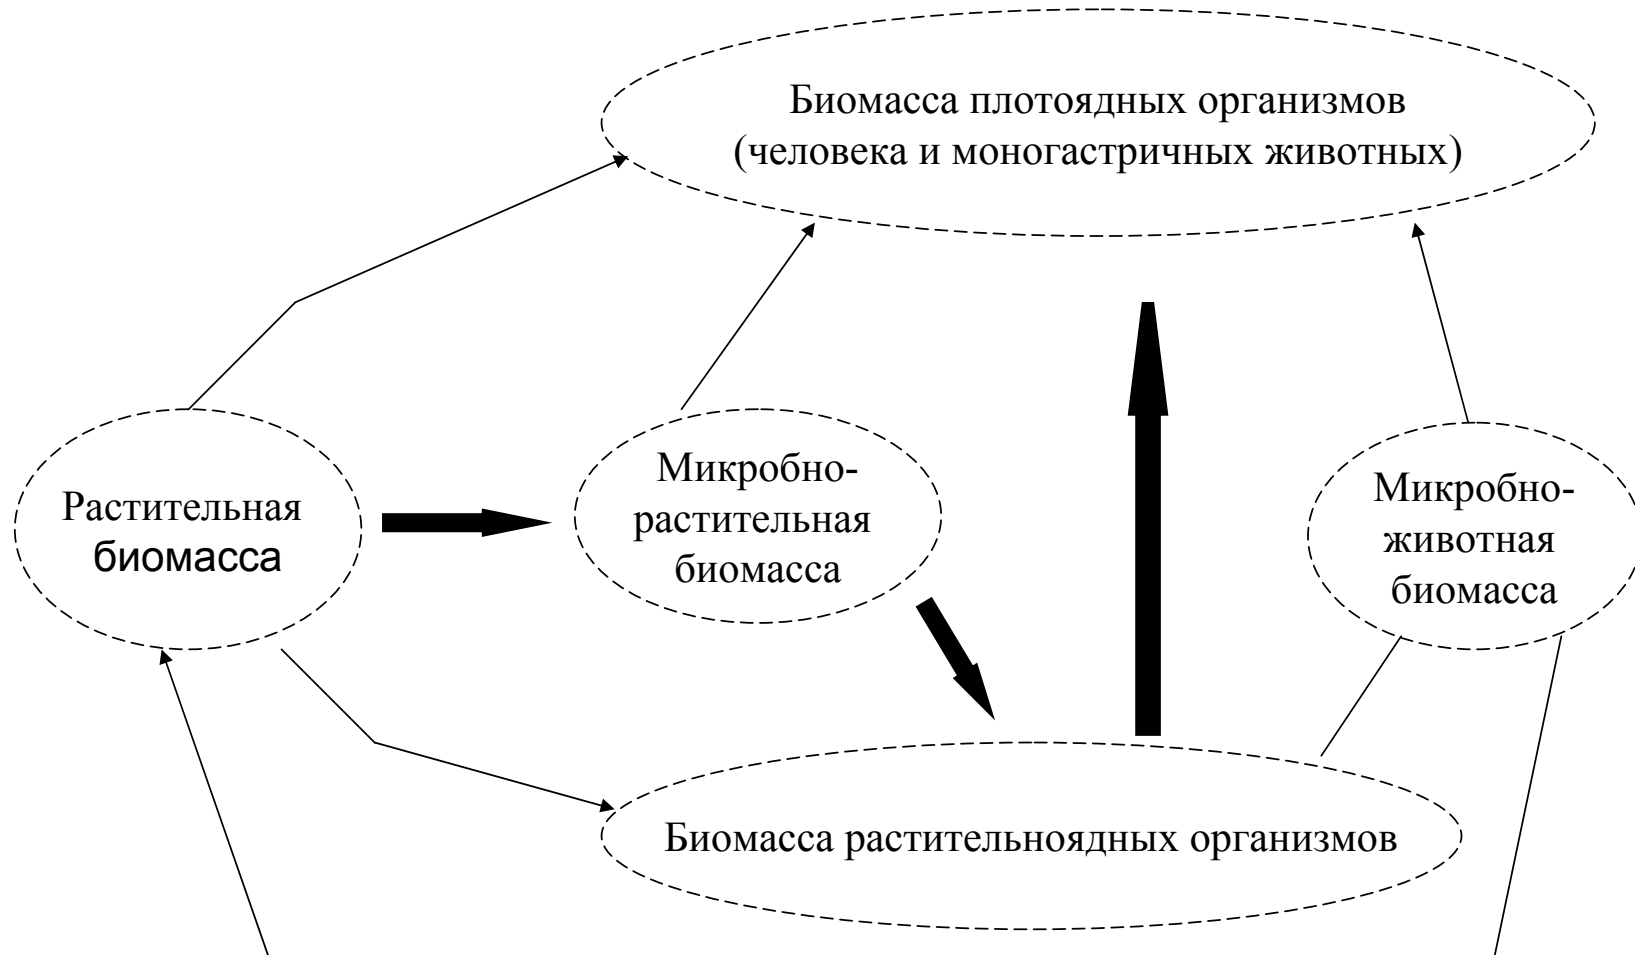 Биомасса плотоядных организмов
(человека и моногастричных животных)
Растительная
биомасса
Микробно-
растительная
биомасса
Микробно-
животная
биомасса
Биомасса растительноядных организмов